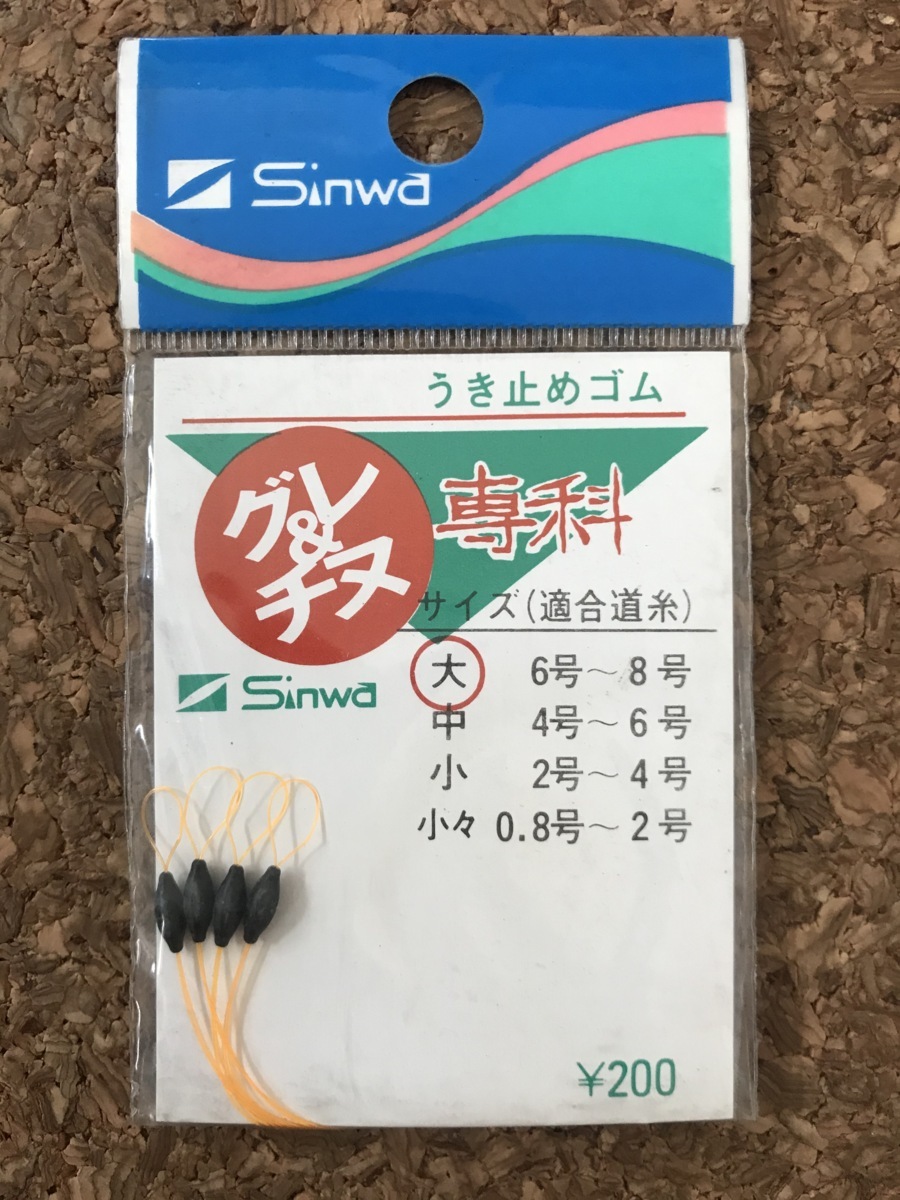 Sinwa
うき止めゴム
グレ
&
チヌ
専科
サイズ(適合道糸)
Sinwa
大 6号～8号
中 4号～6号
小 2号～4号
小々 0.8号～2号
¥200